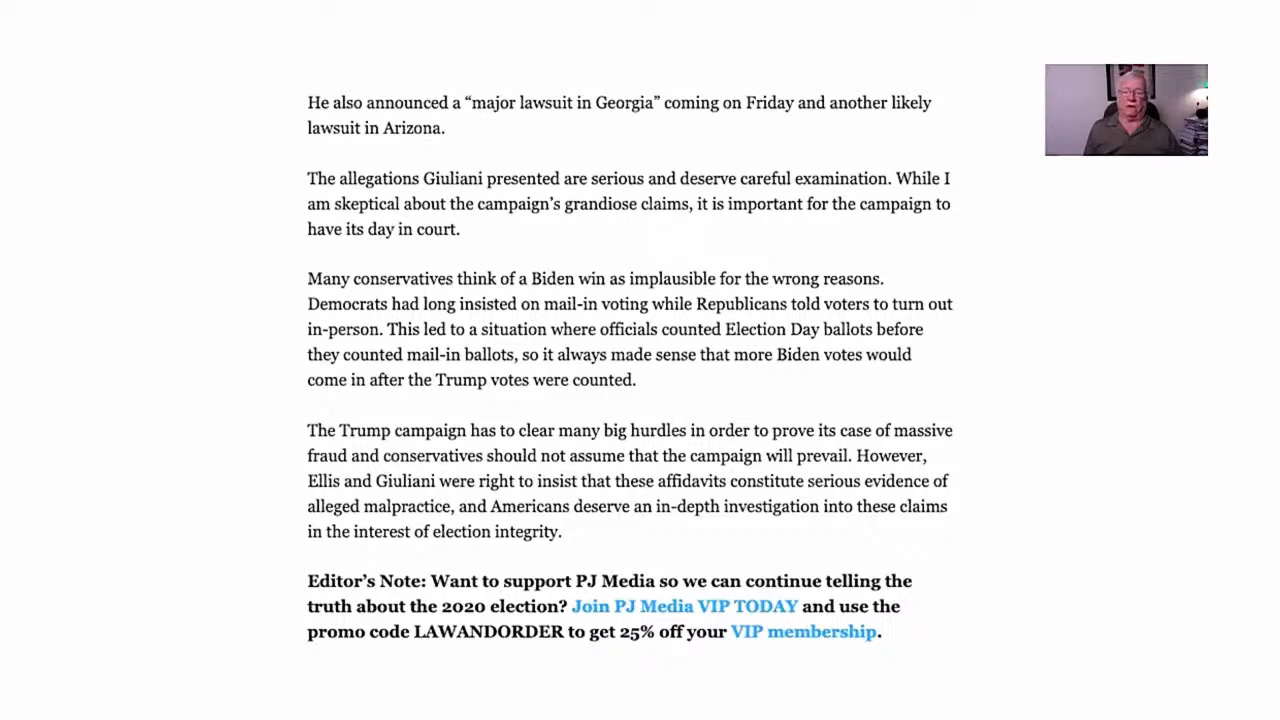 He also announced a “major lawsuit in Georgia” coming on Friday and another likely
lawsuit in Arizona.
The allegations Giuliani presented are serious and deserve careful examination. While I
am skeptical about the campaign’s grandiose claims, it is important for the campaign to
have its day in court.
Many conservatives think of a Biden win as implausible for the wrong reasons.
Democrats had long insisted on mail-in voting while Republicans told voters to turn out
in-person. This led to a situation where officials counted Election Day ballots before
they counted mail-in ballots, so it always made sense that more Biden votes would
come in after the Trump votes were counted.
The Trump campaign has to clear many big hurdles in order to prove its case of massive
fraud and conservatives should not assume that the campaign will prevail. However,
Ellis and Giuliani were right to insist that these affidavits constitute serious evidence of
alleged malpractice, and Americans deserve an in-depth investigation into these claims
in the interest of election integrity.
Editor’s Note: Want to support PJ Media so we can continue telling the
truth about the 2020 election? Join PJ Media VIP TODAY and use the
promo code LAWANDORDER to get 25% off your VIP membership.